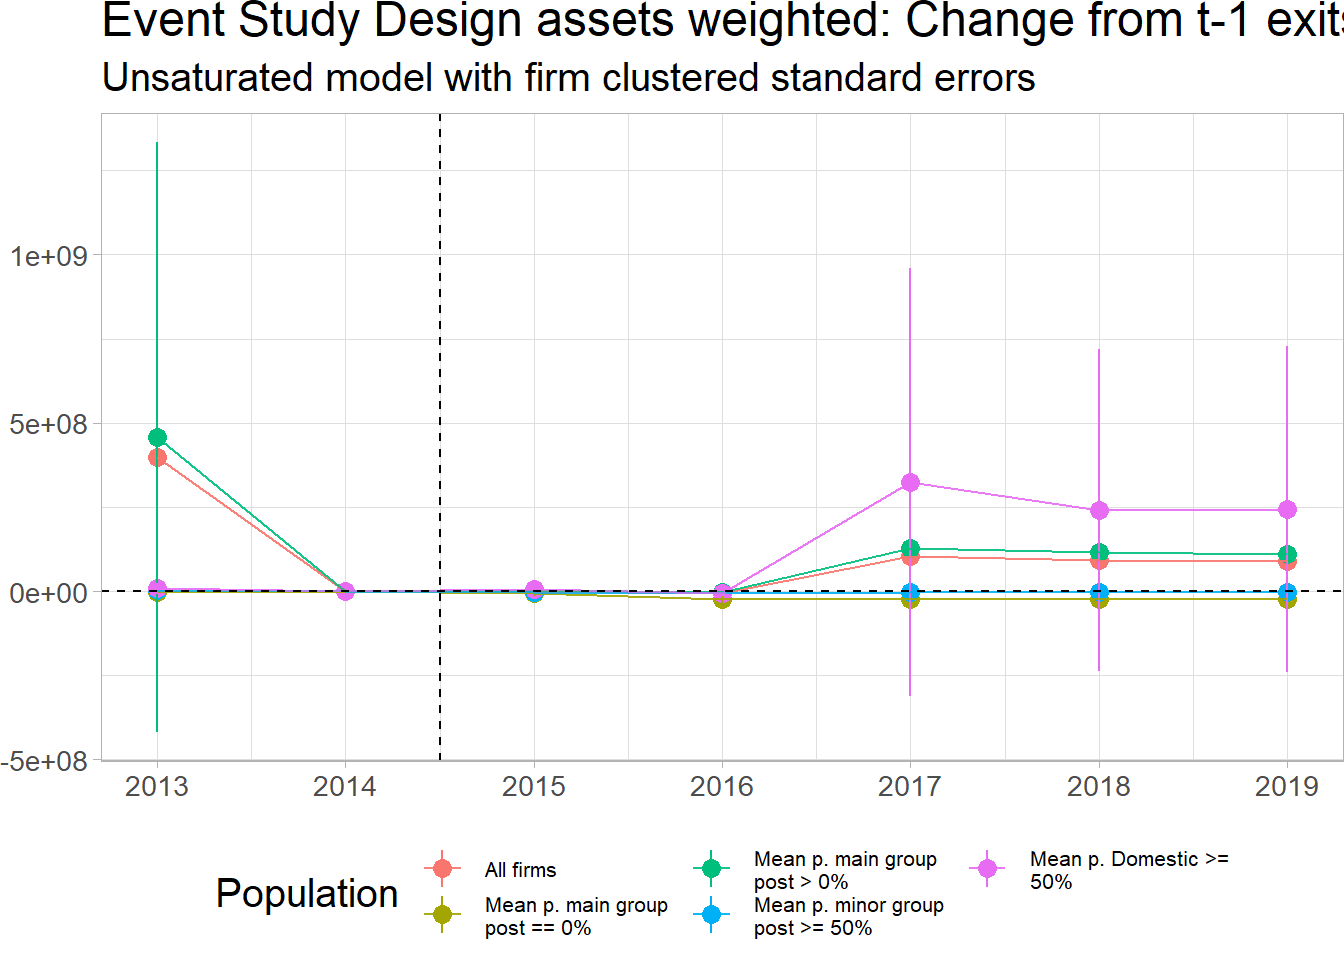 Event Study Design assets weighted: Change from t-1 exits
Unsaturated model with firm clustered standard errors
1e+09
5e+08
0e+00
-5e+08
2013 2014 2015 2016 2017 2018 2019
Population
All firms
Mean p. main group
post == 0%
Mean p. main group
post > 0%
Mean p. minor group
post >= 50%
Mean p. Domestic >=
50%